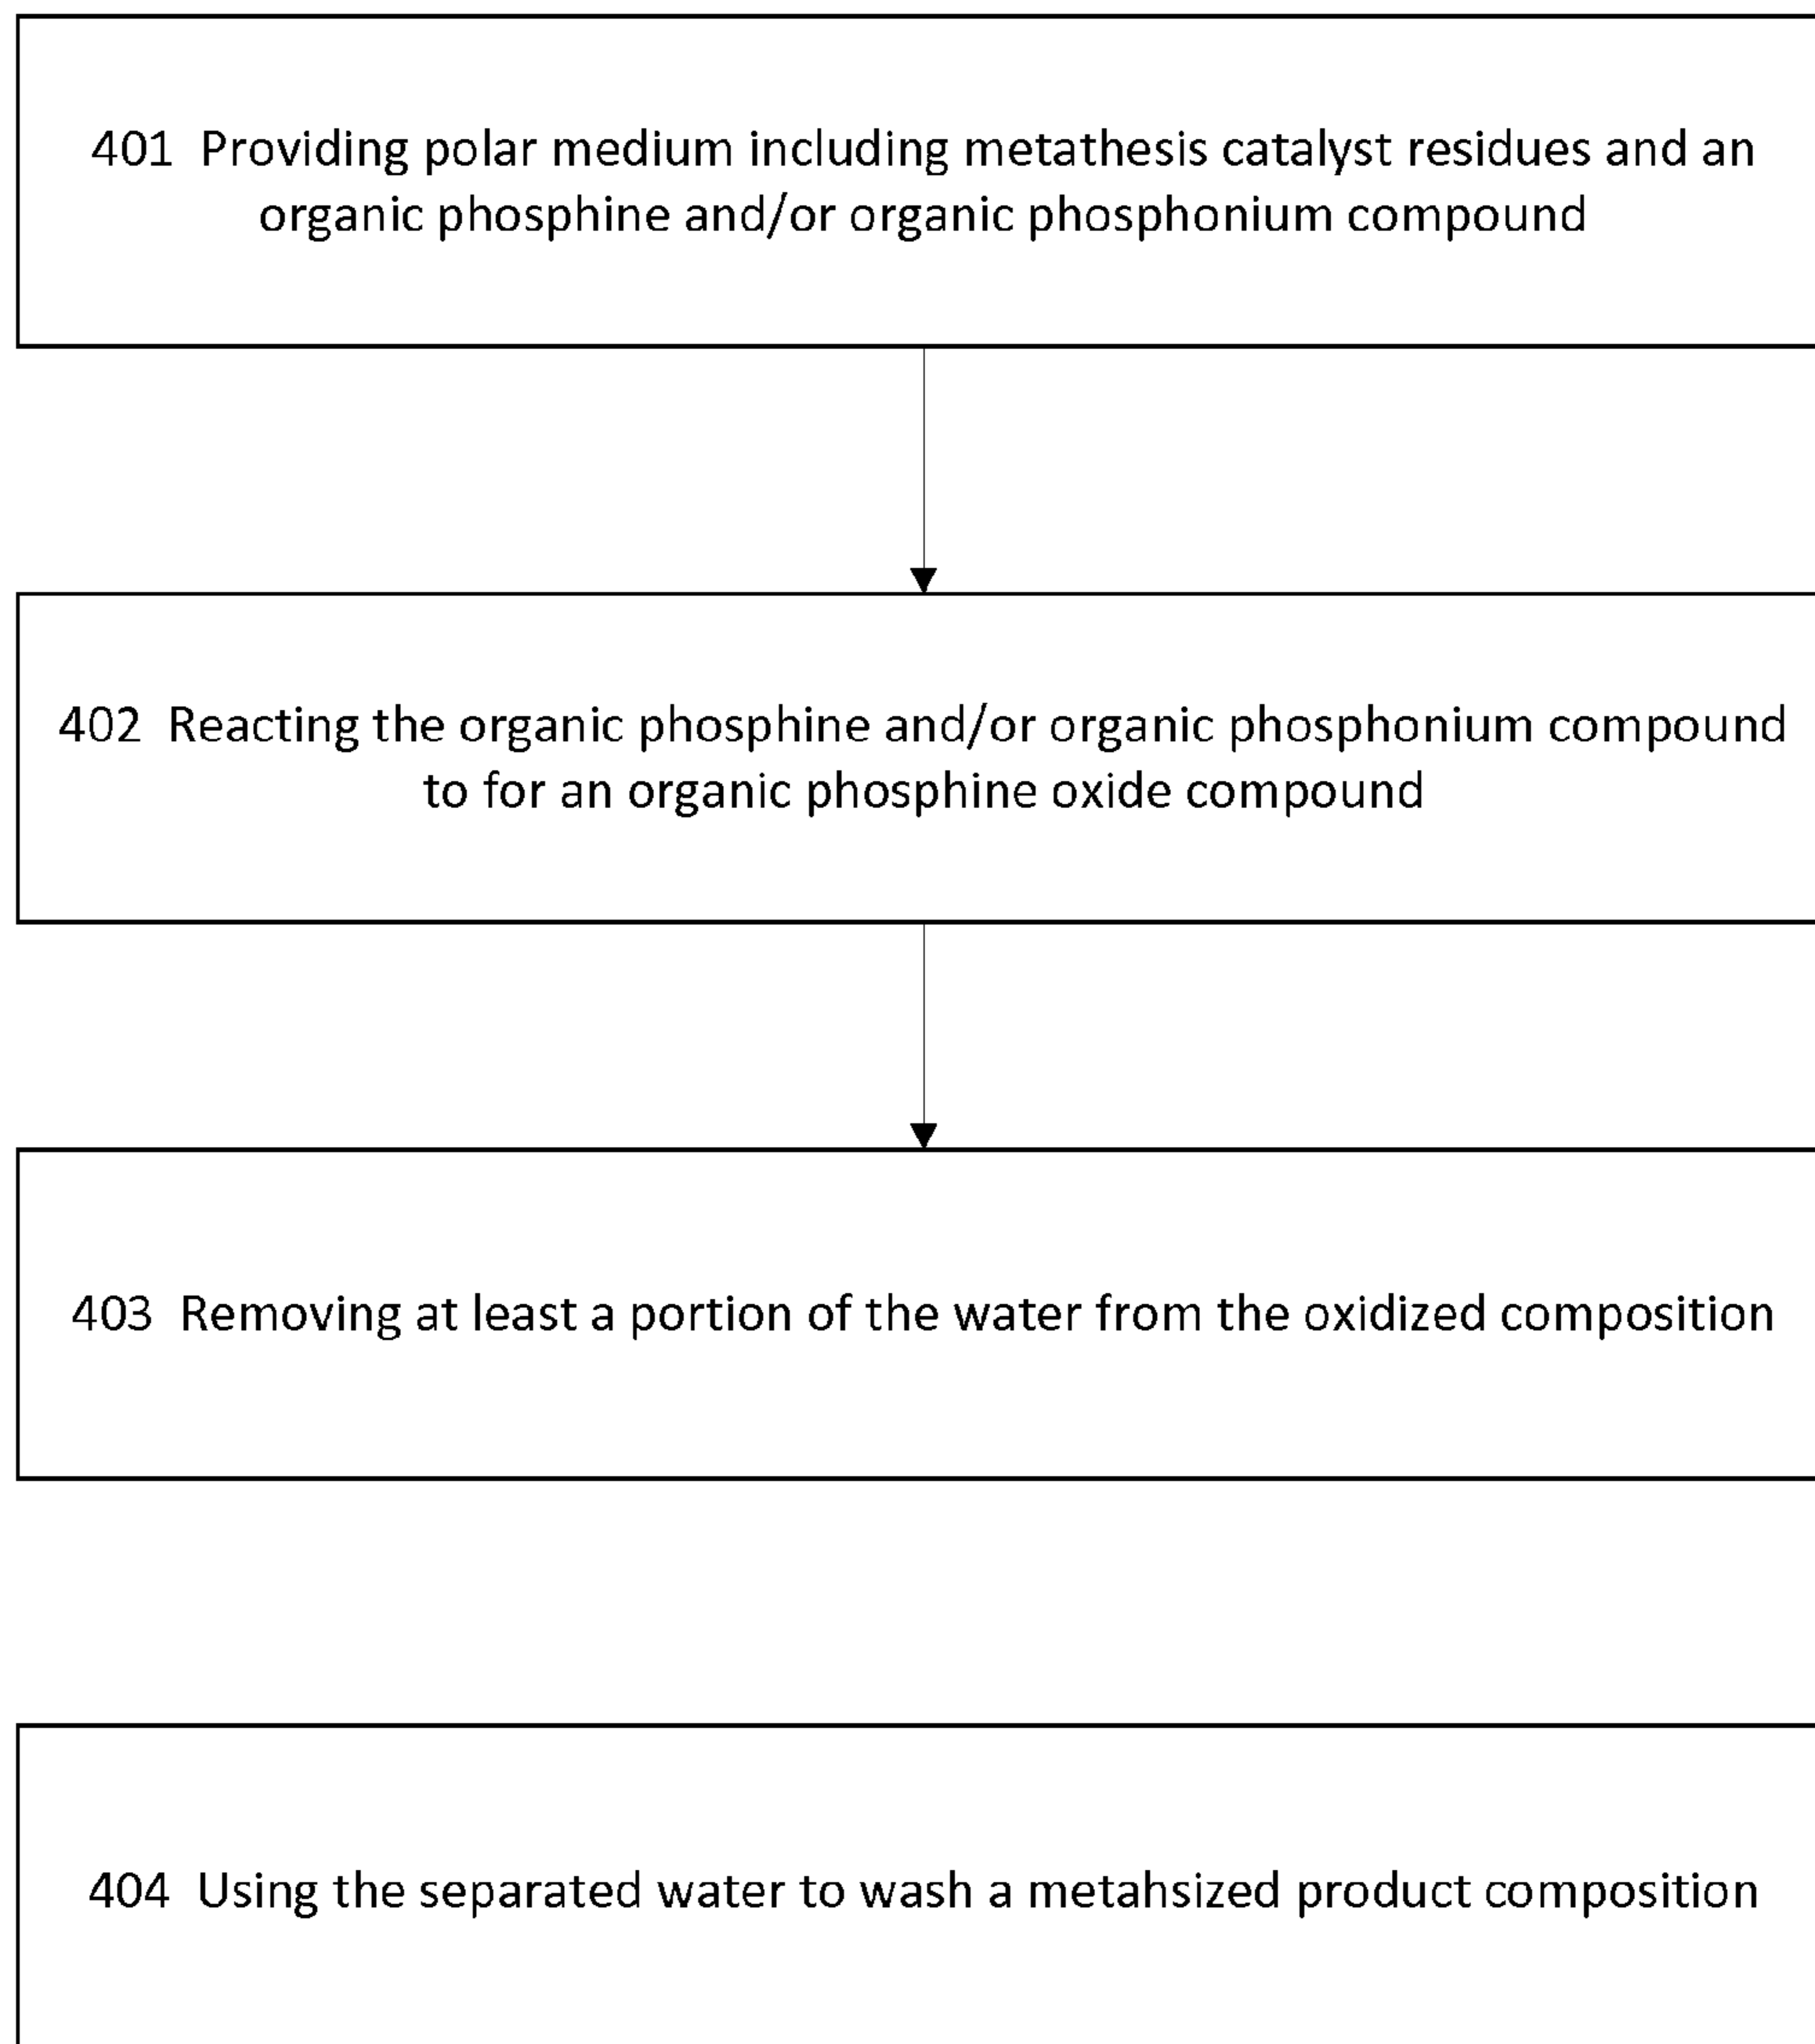 401 Providing polar medium including metathesis catalyst residues and an
organic phosphine and/or organic phosphonium compound
402 Reacting the organic phosphine and/or organic phosphonium compound
to for an organic phosphine oxide compound
403 Removing at least a portion of the water from the oxidized composition
404 Using the separated water to wash a metahsized product composition